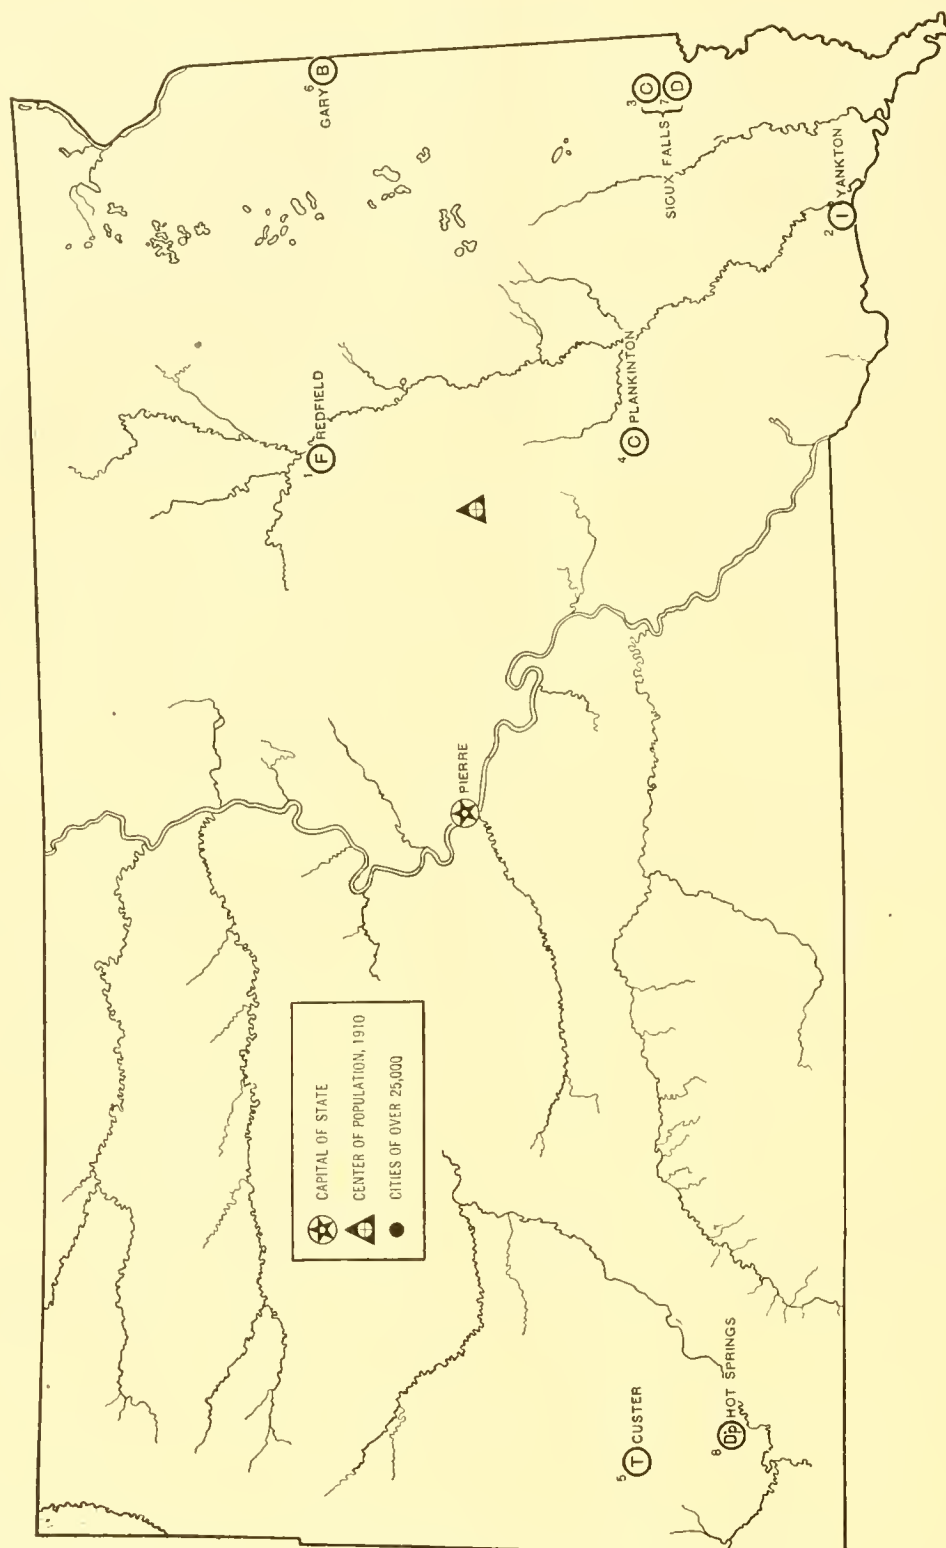 6
GARY B
3
C
SIOUX FALLS
7
D
2
I YANKTON
1
F REDFIELD
4
C PLANKINTON
PIERRE
CAPITAL OF STATE
CENTER OF POPULATION, 1910
CITIES OF OVER 25,000
5
T CUSTER
8
Dp HOT SPRINGS